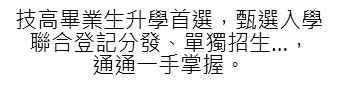 技高畢業生升學首選，甄選入學
聯合登記分發、單獨招生…，
通通一手掌握。